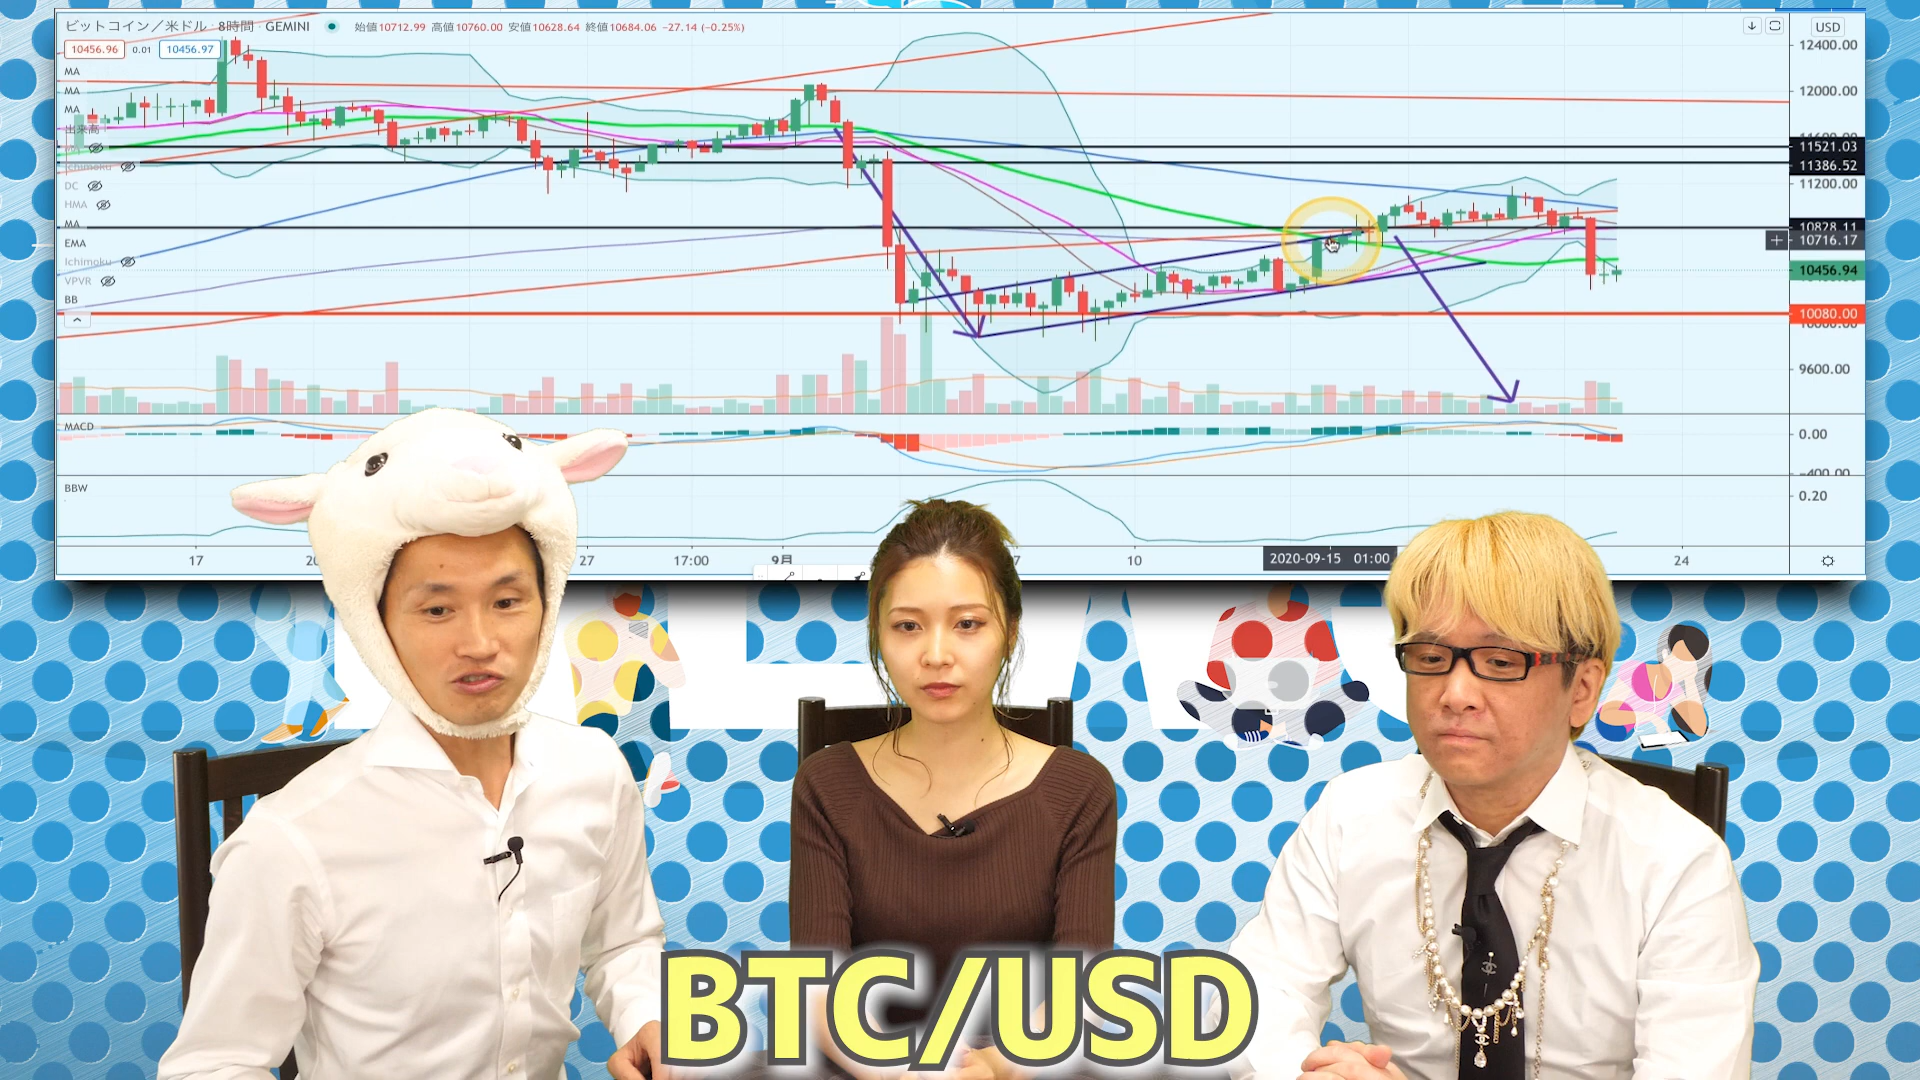 ビットコイン／米ドル · 8時間 · GEMINI 始値10712.99 高値10760.00 安値10628.64 終値10684.06 −27.14 (−0.25%)
USD
10456.96 0.01 10456.97
12400.00
MA
MA
12000.00
MA
出来高
11521.03
Ichimoku
11386.52
DC
11200.00
HMA
MA
10828.11
EMA
10716.17
Ichimoku
10456.94
VPVR
BB
10080.00
9600.00
MACD
0.00
−400.00
BBW
0.20
17
27
17:00
9月
10
2020-09-15 01:00
24
BTC/USD